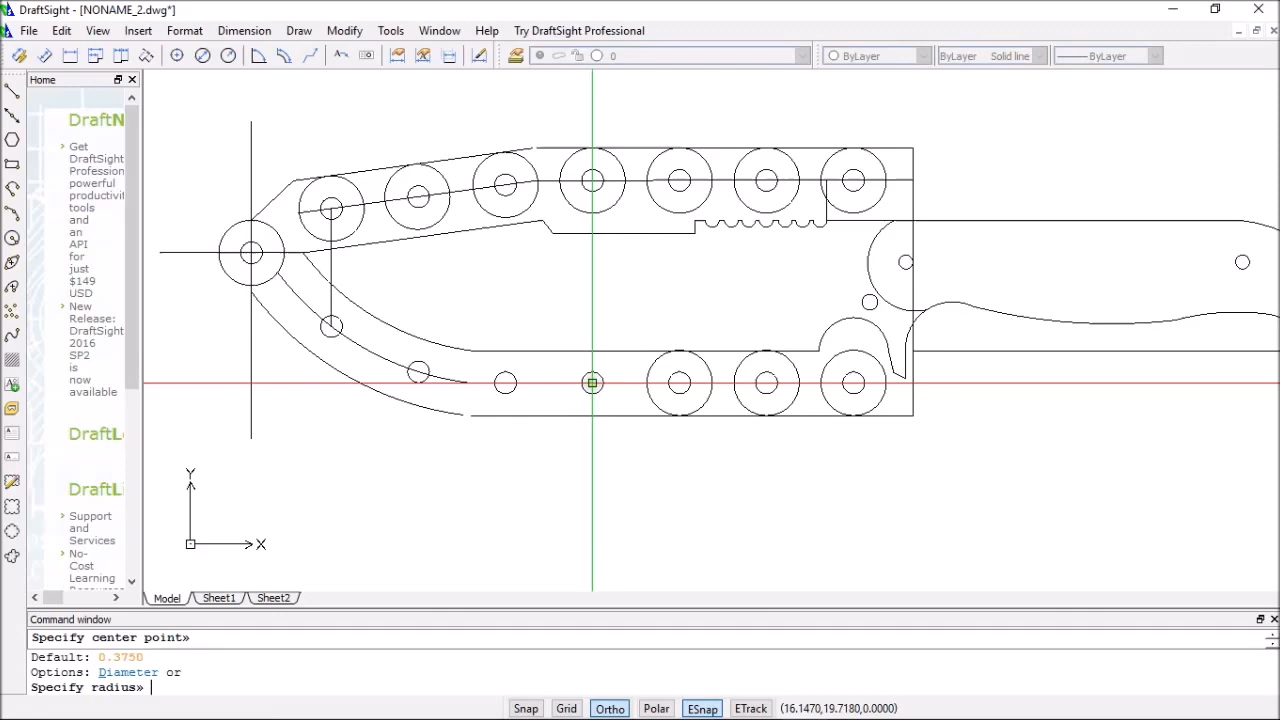 DraftSight - [NONAME_2.dwg*]
File Edit View Insert Format Dimension Draw Modify Tools Window Help Try DraftSight Professional
0 ByLayer ByLayer Solid line ByLayer
Home
DraftN
Get
DraftSight
Professional
powerful
productivit
tools
and
an
API
for
just
$149
USD
New
Release:
DraftSight
2016
SP2
is
now
available
DraftL
DraftLi
Support
and
Services
No-
Cost
Learning
Y
X
Model Sheet1 Sheet2
Command window
Specify center point»
Default: 0.3750
Options: Diameter or
Specify radius»
Snap Grid Ortho Polar ESnap ETrack (16.1470,19.7180,0.0000)